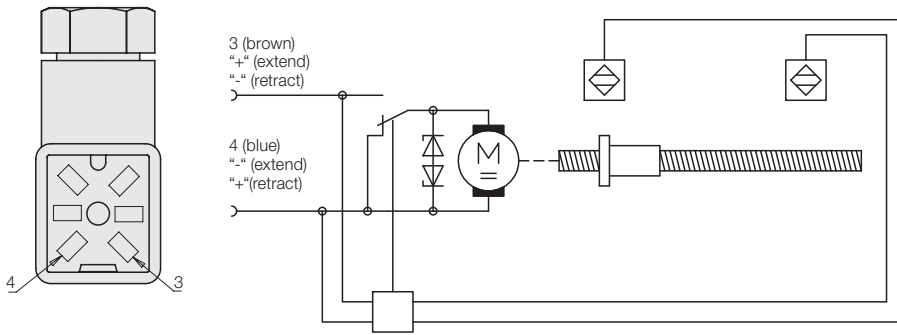 3 (brown)
“+“ (extend)
“-“ (retract)
4 (blue)
“-“ (extend)
“+“(retract)
M
4
3